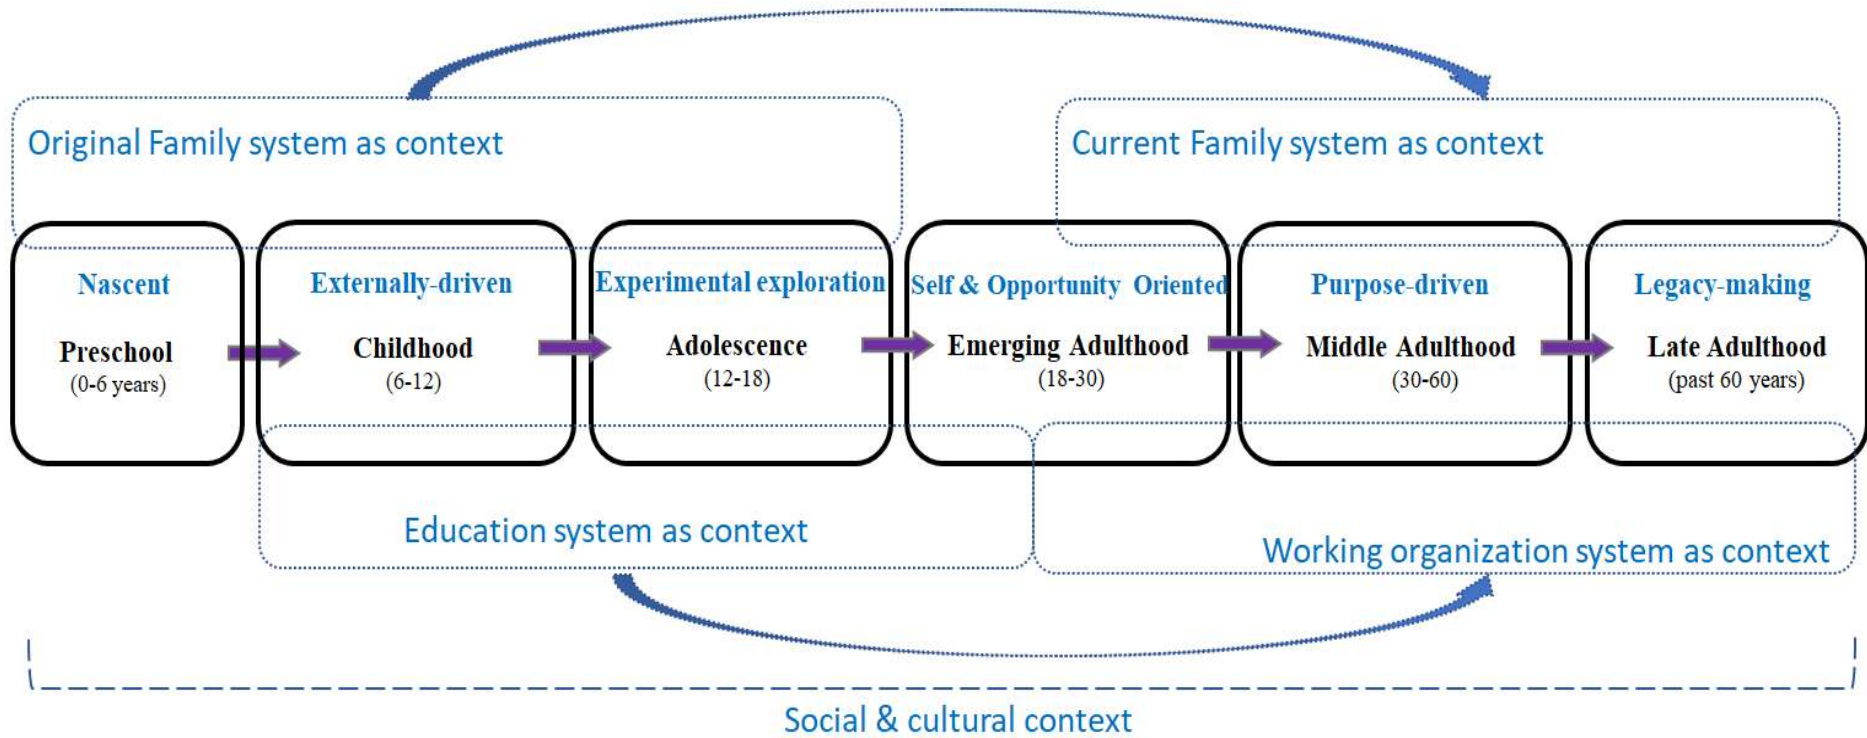 Original Family system as context
Current Family system as context
Nascent
Preschool
(0-6 years)
Externally-driven
Childhood
(6-12)
Experimental exploration
Adolescence
(12-18)
Self & Opportunity Oriented
Emerging Adulthood
(18-30)
Purpose-driven
Middle Adulthood
(30-60)
Legacy-making
Late Adulthood
(past 60 years)
Education system as context
Working organization system as context
Social & cultural context